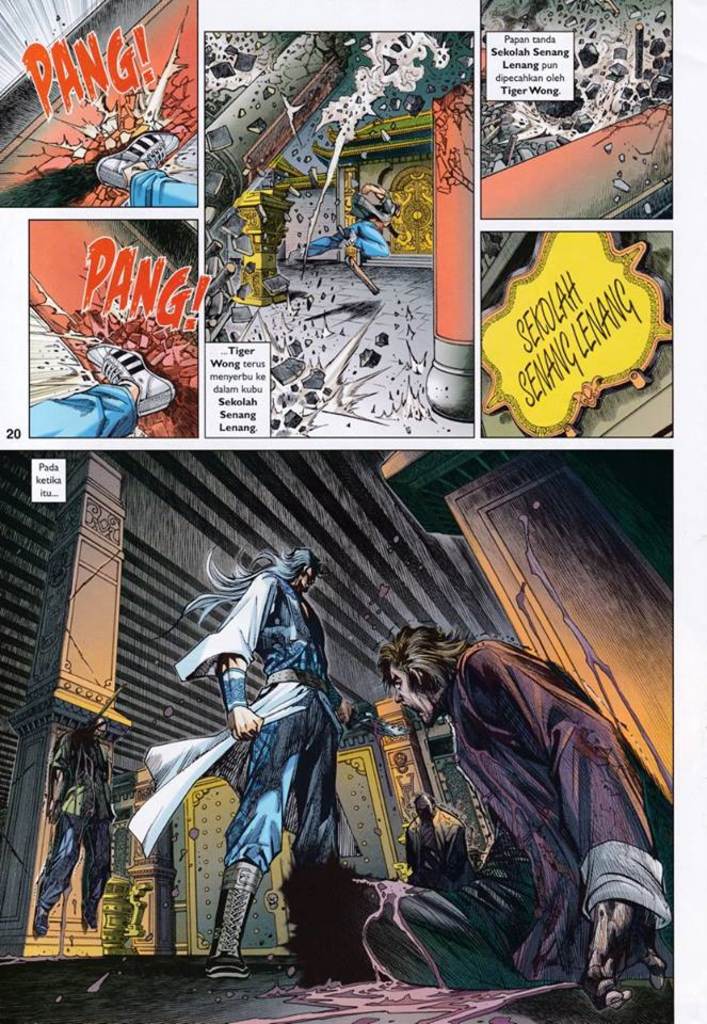 PANG!
...Tiger
Wong terus
menyerbu ke
dalam kubu
Sekolah
Senang
Lenang.
Papan tanda
Sekolah Senang
Lenang pun
dipecahkan oleh
Tiger Wong.
PANG!
SEKOLAH
SENANG LENANG
20
Pada
ketika
itu...